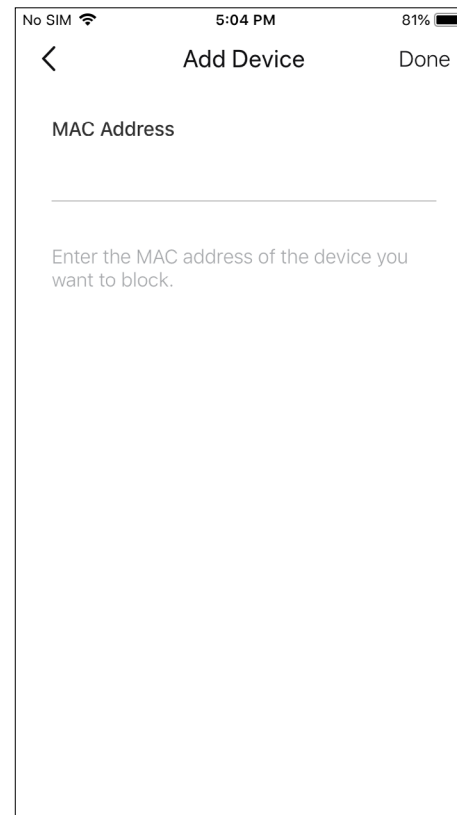 No SIM 5:04 PM 81%
Add Device Done
MAC Address
Enter the MAC address of the device you
want to block.